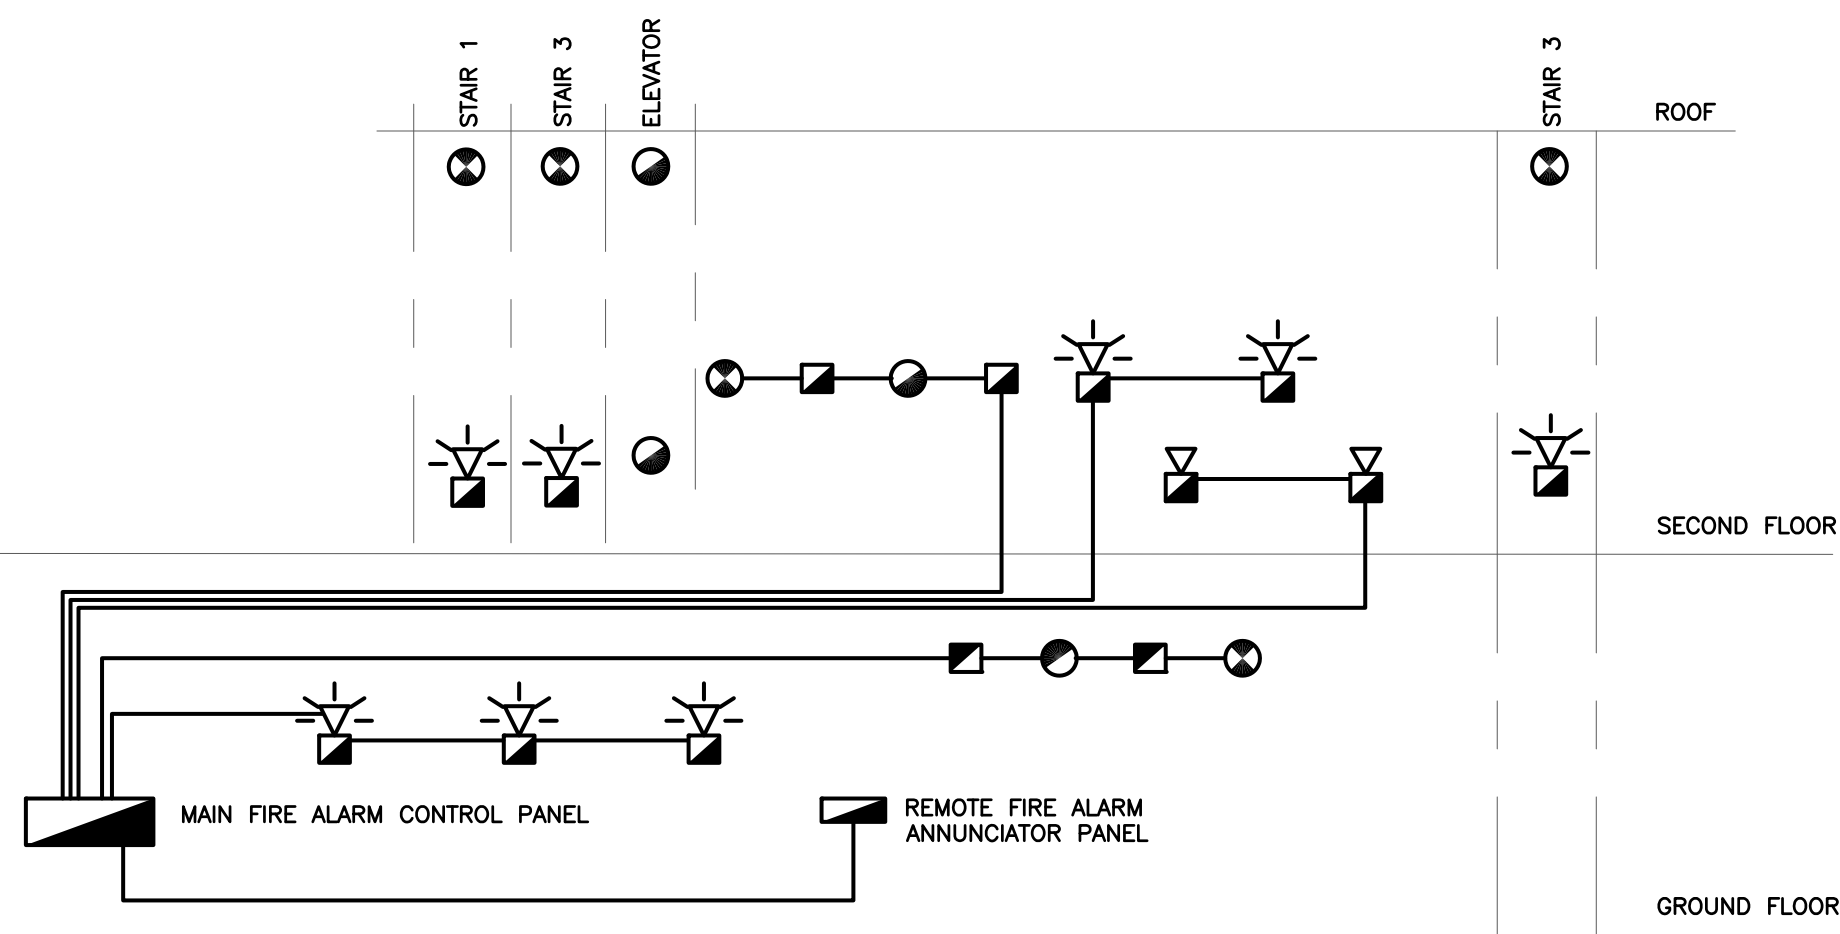 STAIR 1
STAIR 3
ELEVATOR
STAIR 3
ROOF
SECOND FLOOR
MAIN FIRE ALARM CONTROL PANEL
REMOTE FIRE ALARM
ANNUNCIATOR PANEL
GROUND FLOOR